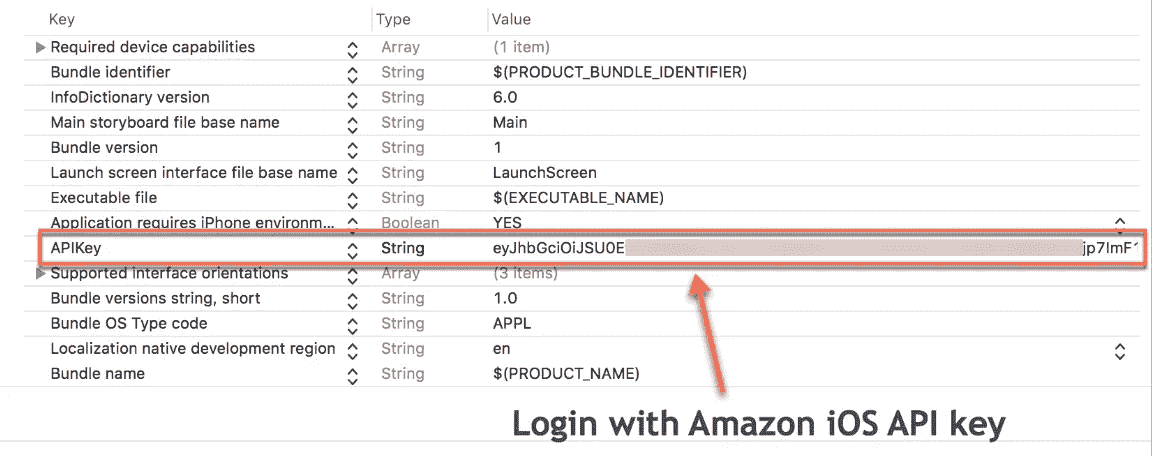 Key Type Value
Required device capabilities Array (1 item)
Bundle identifier String $(PRODUCT_BUNDLE_IDENTIFIER)
InfoDictionary version String 6.0
Main storyboard file base name String Main
Bundle version String 1
Launch screen interface file base name String LaunchScreen
Executable file String $(EXECUTABLE_NAME)
Application requires iPhone environm... Boolean YES
APIKey String eyJhbGciOiJSU0E jp7ImF1
Supported interface orientations Array (3 items)
Bundle versions string, short String 1.0
Bundle OS Type code String APPL
Localization native development region String en
Bundle name String $(PRODUCT_NAME)
Login with Amazon iOS API key